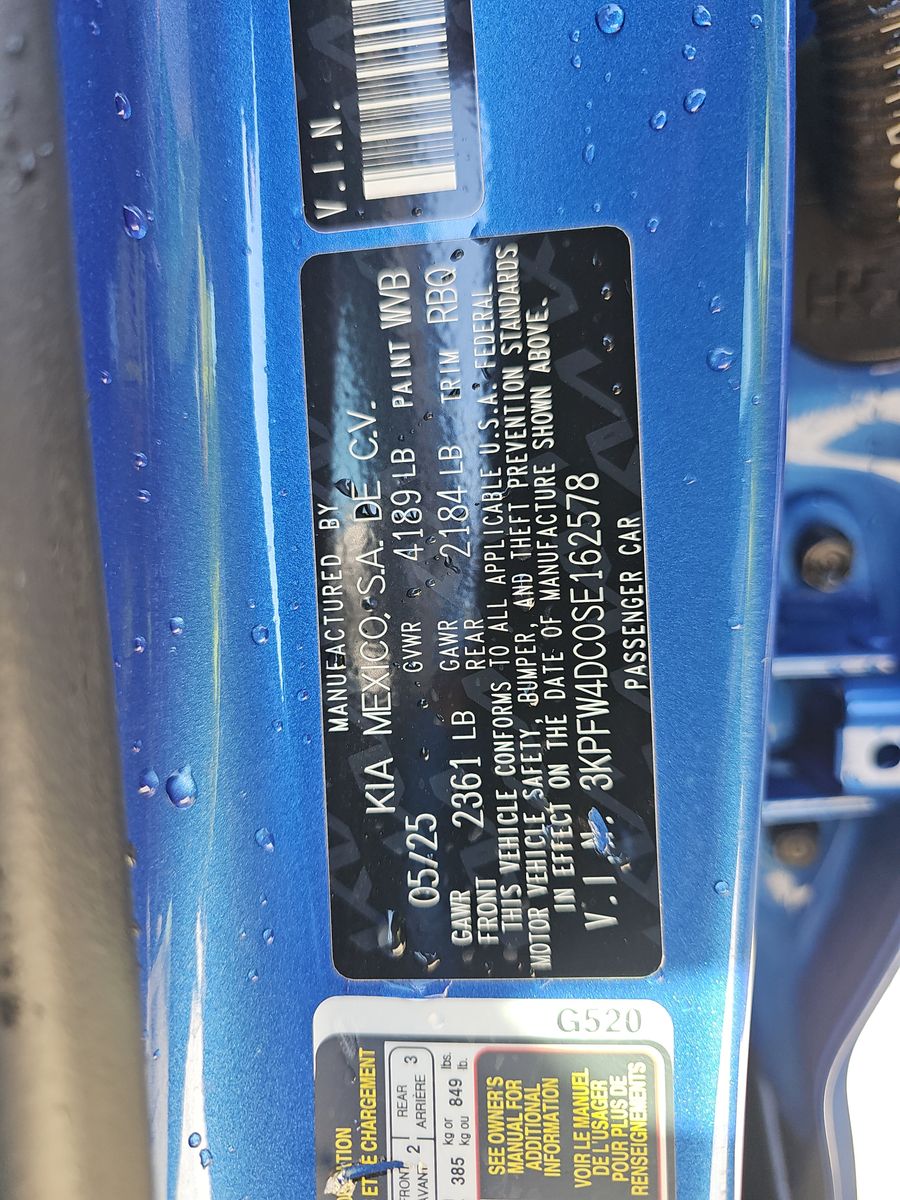 V.I.N.
MANUFACTURED BY
KIA MEXICO, S.A. DE C.V.
05/25 GVWR 4189 LB PAINT WVB
GAWR FRONT 2361 LB GAWR REAR 2184 LB TRIM RBQ
THIS VEHICLE CONFORMS TO ALL APPLICABLE U.S.A. FEDERAL
MOTOR VEHICLE SAFETY, BUMPER, AND THEFT PREVENTION STANDARDS
IN EFFECT ON THE DATE OF MANUFACTURE SHOWN ABOVE.
V.I.N. 3KPFW4DC0SE162578
PASSENGER CAR
G520
ET LE CHARGEMENT
FRONT 2 REAR 3
AVANT ARRIÈRE
385 kg or ou 849 lbs. lb.
SEE OWNER'S
MANUAL FOR
ADDITIONAL
INFORMATION
VOIR LE MANUEL
DE L'USAGER
POUR PLUS DE
RENSEIGNEMENTS